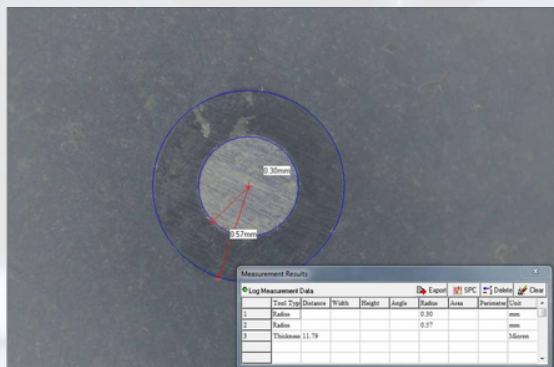 0.30mm
0.57mm
Measurement Results
Log Measurement Data Export SPC Delete Clear
Tool Typ Distance Width Height Angle Radius Area Perimeter Unit
1 Radius 0.30 mm
2 Radius 0.57 mm
3 Thickness 11.79 Micron